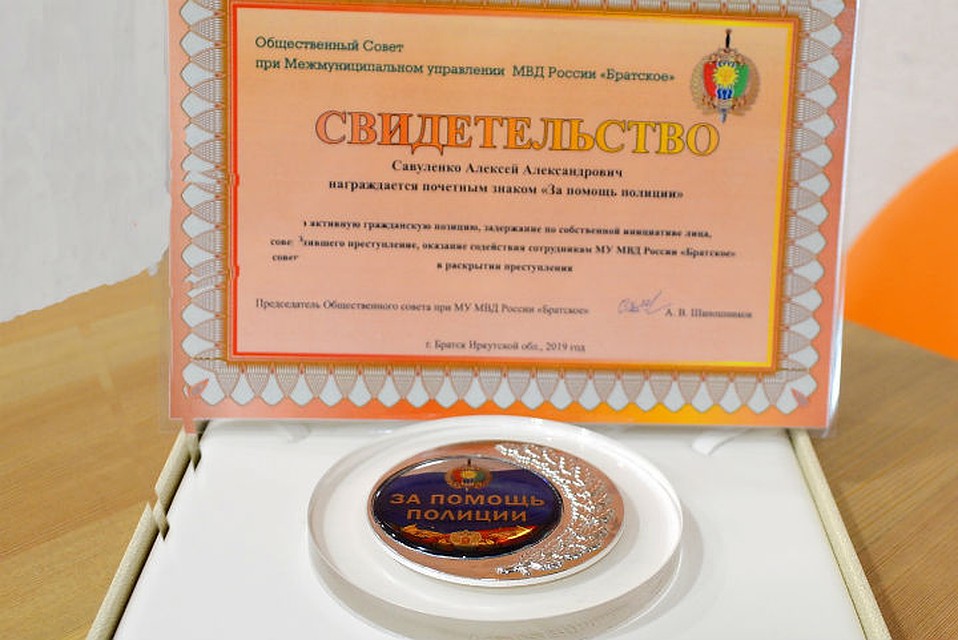 Общественный Совет
при Межмуниципальном управлении МВД России «Братское»
СВИДЕТЕЛЬСТВО
Савуленко Алексей Александрович
награждается почетным знаком «За помощь полиции»
активную гражданскую позицию, задержание по собственной инициативе лица,
преступление, оказание содействия сотрудникам МУ МВД России «Братское»
в раскрытии преступления
Председатель Общественного совета при МУ МВД России «Братское»
А. В.
г. Братск Иркутской обл., 2019 год
ЗА ПОМОЩЬ
ПОЛИЦИИ